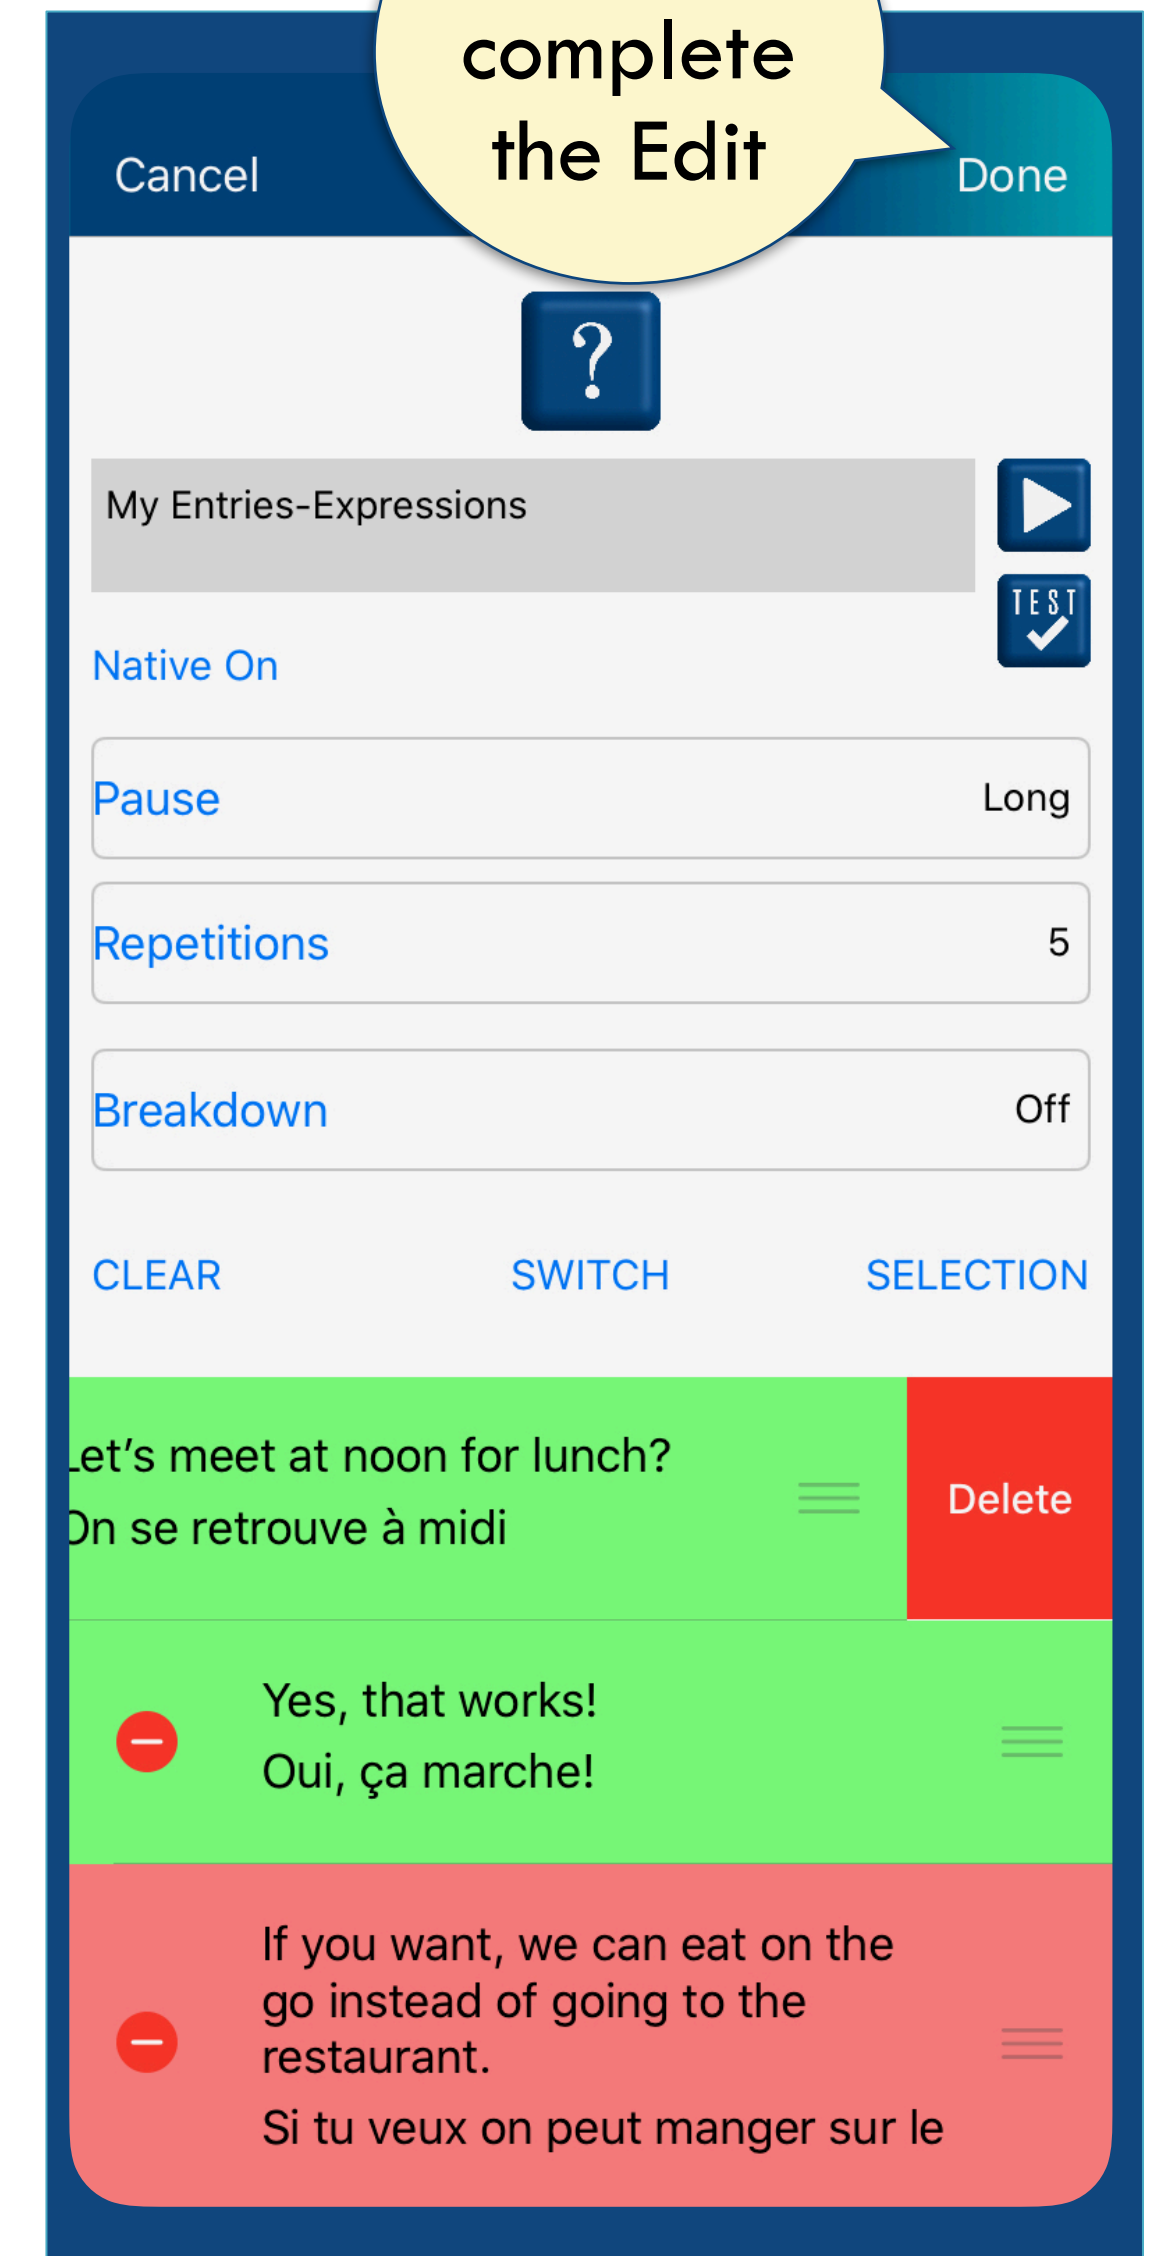 complete
the Edit
Cancel
Done
?
My Entries-Expressions
TEST
Native On
Pause
Long
Repetitions
5
Breakdown
Off
CLEAR
SWITCH
SELECTION
Let’s meet at noon for lunch?
On se retrouve à midi
Delete
Yes, that works!
Oui, ça marche!
If you want, we can eat on the
go instead of going to the
restaurant.
Si tu veux on peut manger sur le